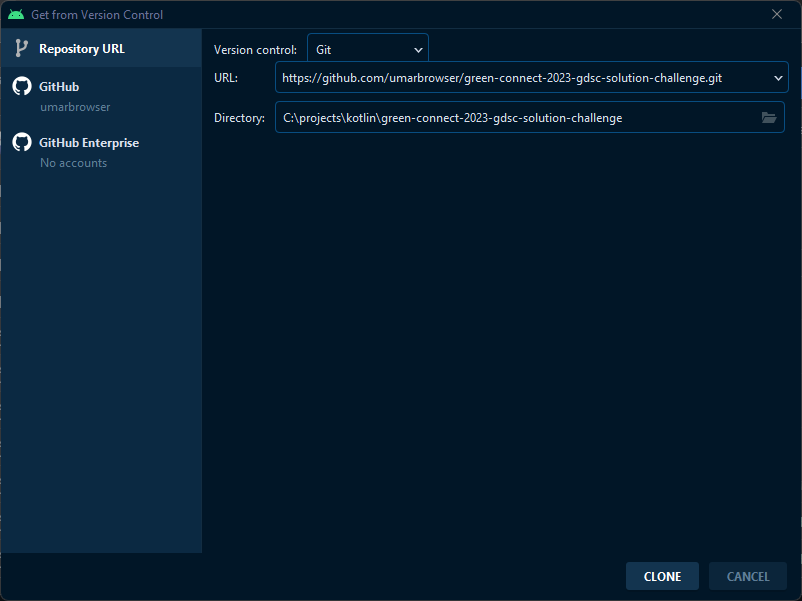 Get from Version Control
Repository URL
GitHub
umarbrowser
GitHub Enterprise
No accounts
Version control: Git
URL: https://github.com/umarbrowser/green-connect-2023-gdsc-solution-challenge.git
Directory: C:\projects\kotlin\green-connect-2023-gdsc-solution-challenge
CLONE CANCEL